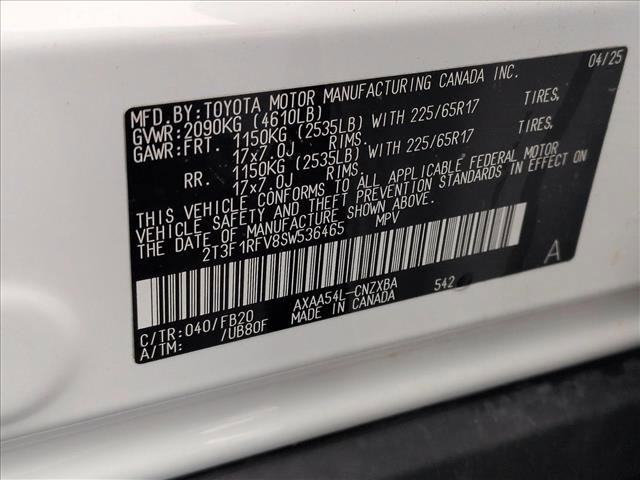 04/25
MFD.BY:TOYOTA MOTOR MANUFACTURING CANADA INC.
GVWR:2090KG (4610LB)
GAWR:FRT. 1150KG (2535LB) WITH 225/65R17 TIRES,
17x7.0J RIMS.
RR. 1150KG (2535LB) WITH 225/65R17 TIRES,
17x7.0J RIMS.
THIS VEHICLE CONFORMS TO ALL APPLICABLE FEDERAL MOTOR
VEHICLE SAFETY AND THEFT PREVENTION STANDARDS IN EFFECT ON
THE DATE OF MANUFACTURE SHOWN ABOVE.
2T3F1RFV8SW536465 MPV
A
C/TR:040/FB20 AXAA54L-CNZXBA 542
A/TM: /UB80F MADE IN CANADA